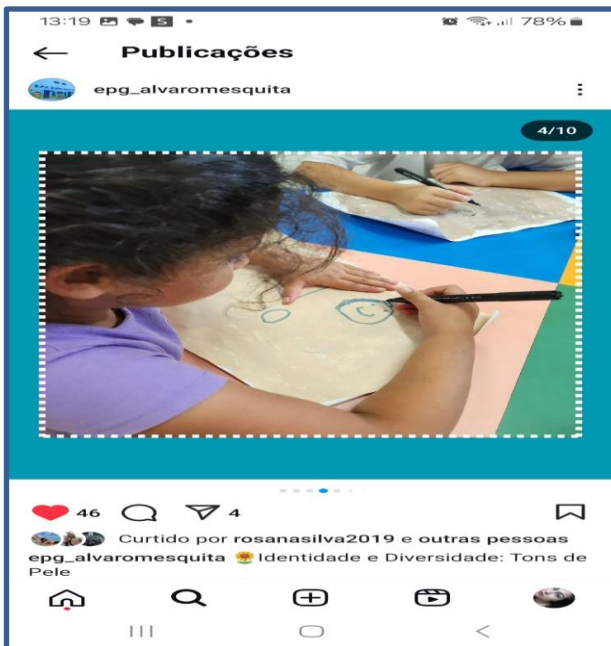 13:19 S
78%
Publicações
epg_alvaromesquita
4/10
46 4
Curtido por rosanasilva2019 e outras pessoas
epg_alvaromesquita 🌻Identidade e Diversidade: Tons de
Pele